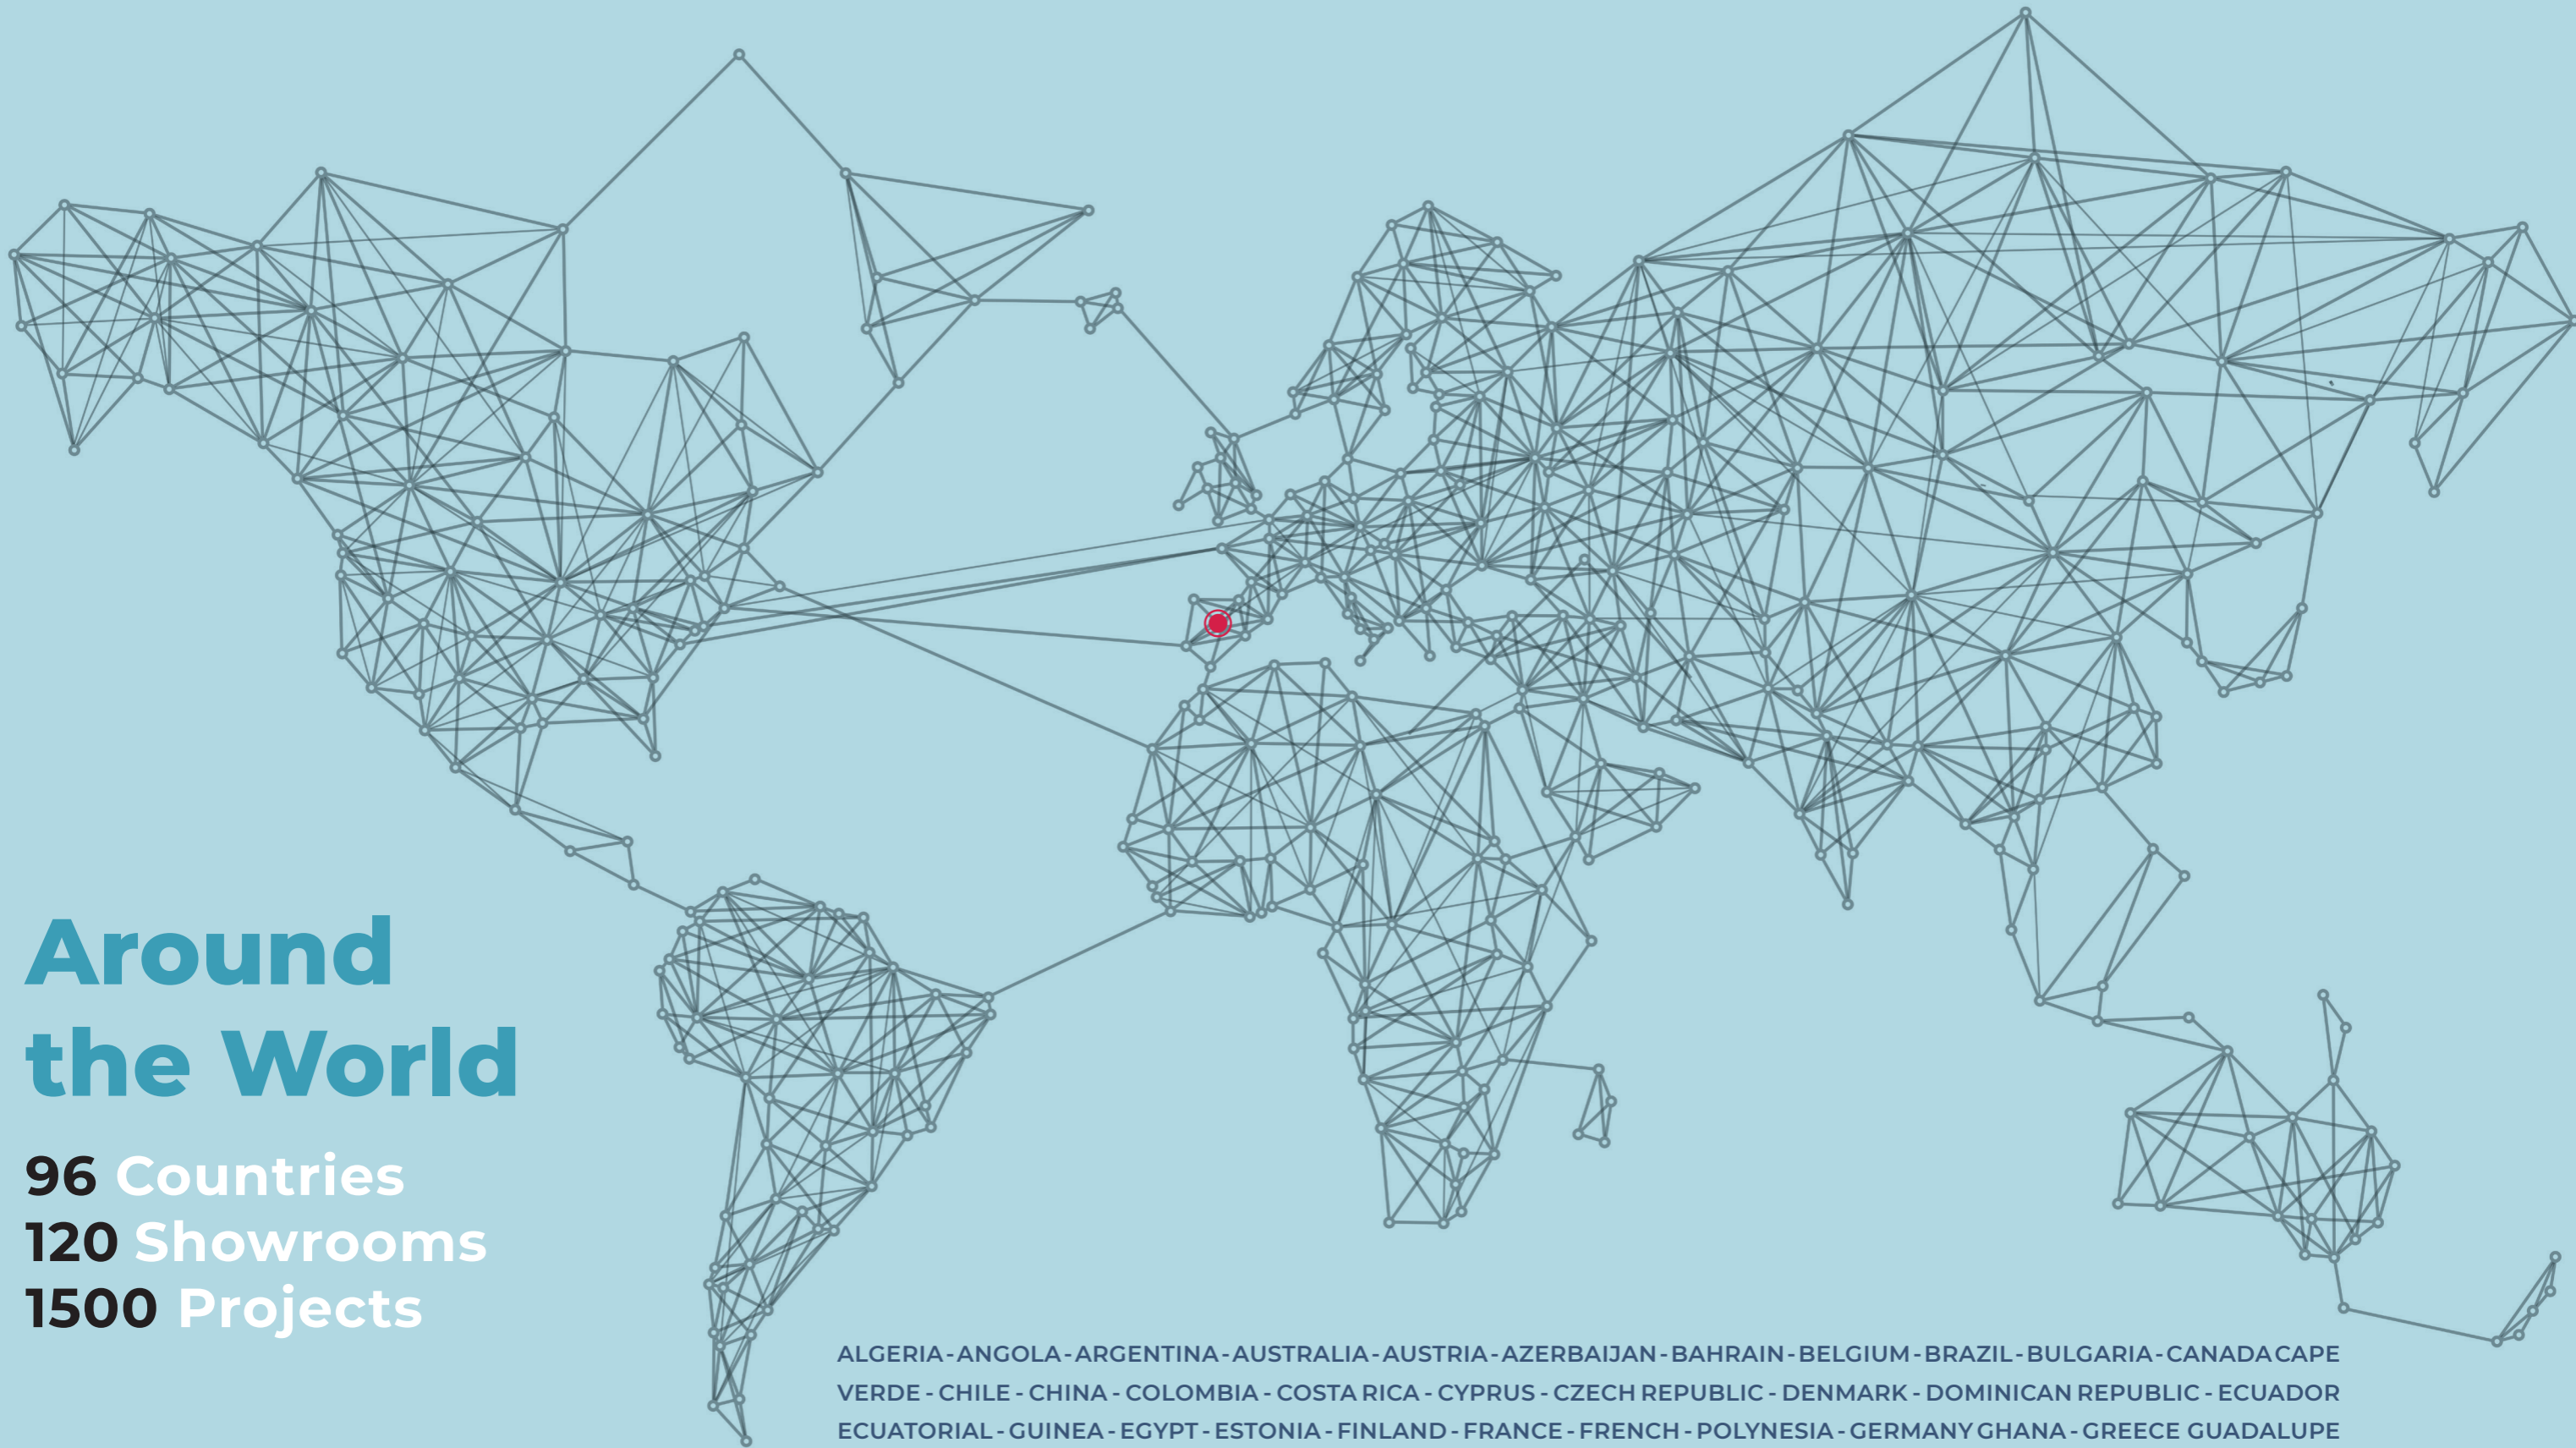 Around
the World
96 Countries
120 Showrooms
1500 Projects
ALGERIA - ANGOLA - ARGENTINA - AUSTRALIA - AUSTRIA - AZERBAIJAN - BAHRAIN - BELGIUM - BRAZIL - BULGARIA - CANADA CAPE
VERDE - CHILE - CHINA - COLOMBIA - COSTA RICA - CYPRUS - CZECH REPUBLIC - DENMARK - DOMINICAN REPUBLIC - ECUADOR
ECUATORIAL - GUINEA - EGYPT - ESTONIA - FINLAND - FRANCE - FRENCH - POLYNESIA - GERMANY GHANA - GREECE GUADALUPE